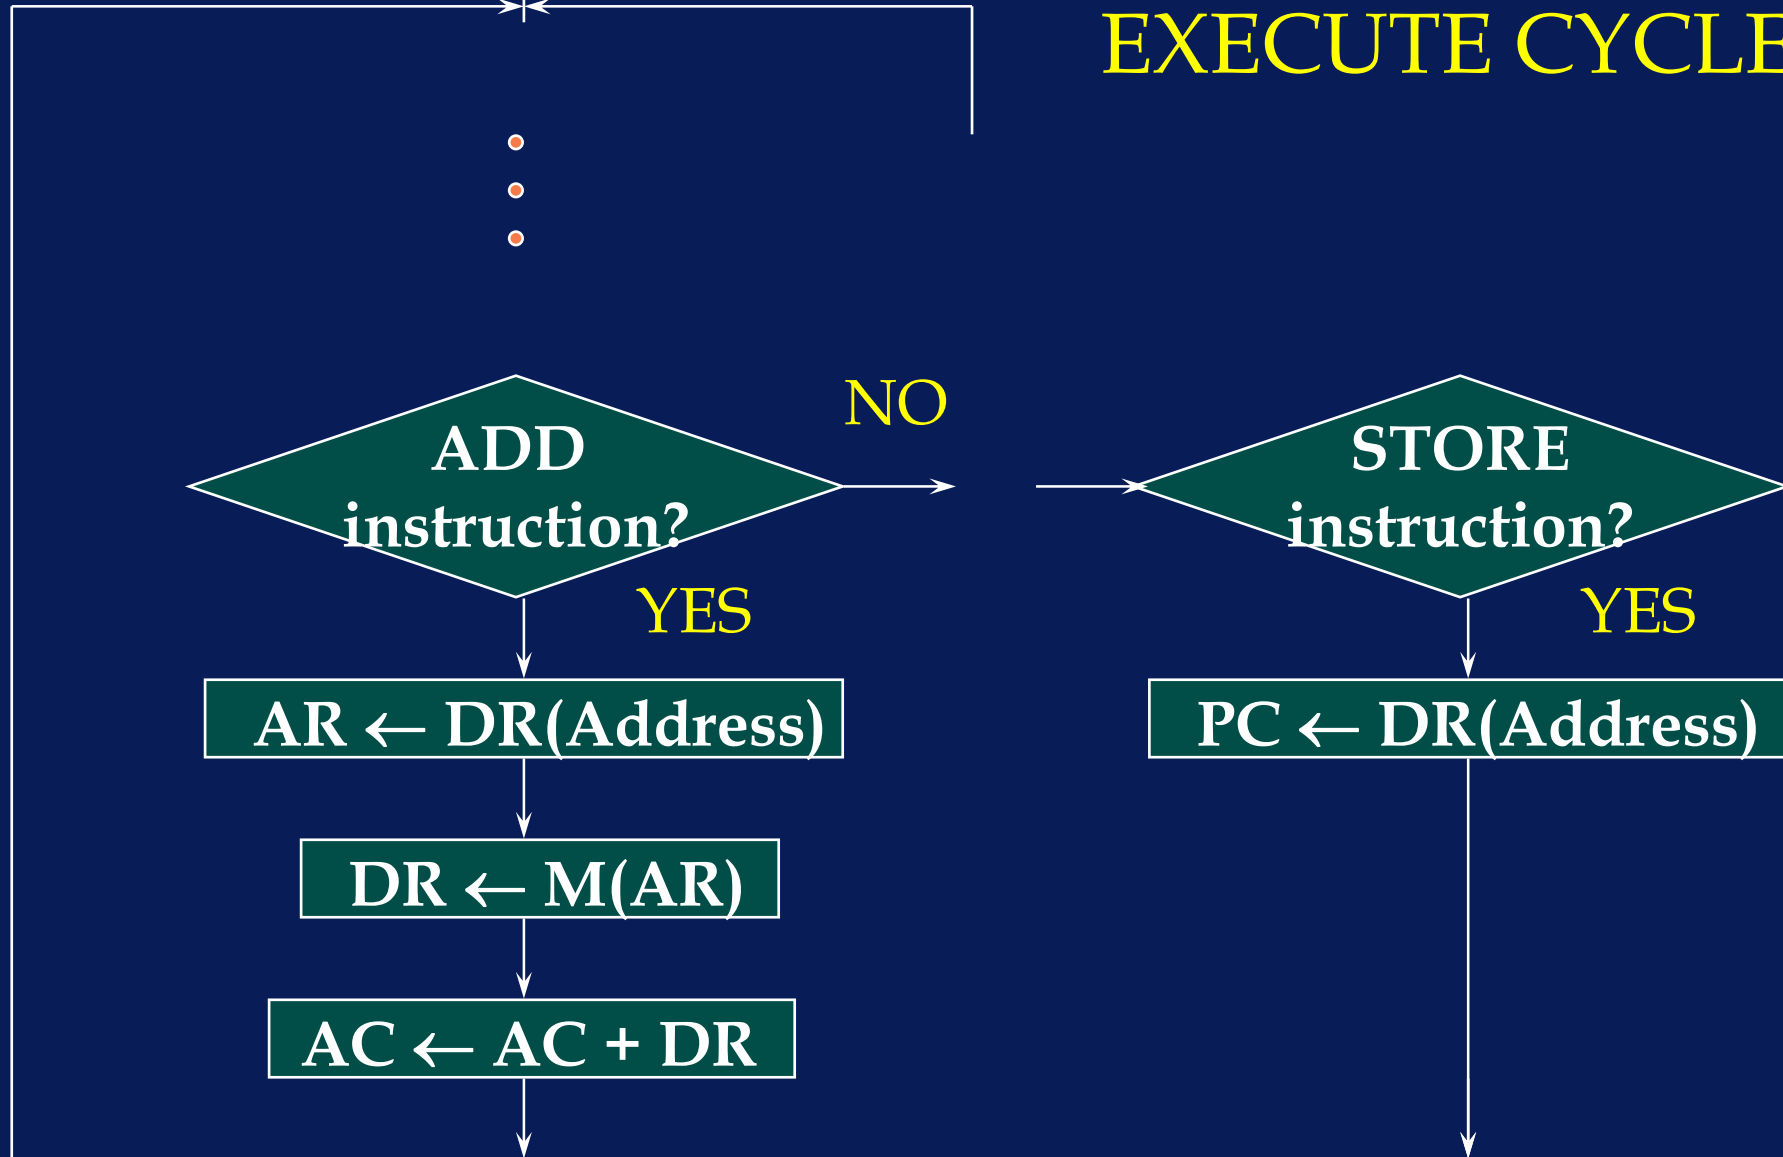 EXECUTE CYCLE
NO
ADD
instruction?
YES
AR ← DR(Address)
DR ← M(AR)
AC ← AC + DR
STORE
instruction?
YES
PC ← DR(Address)